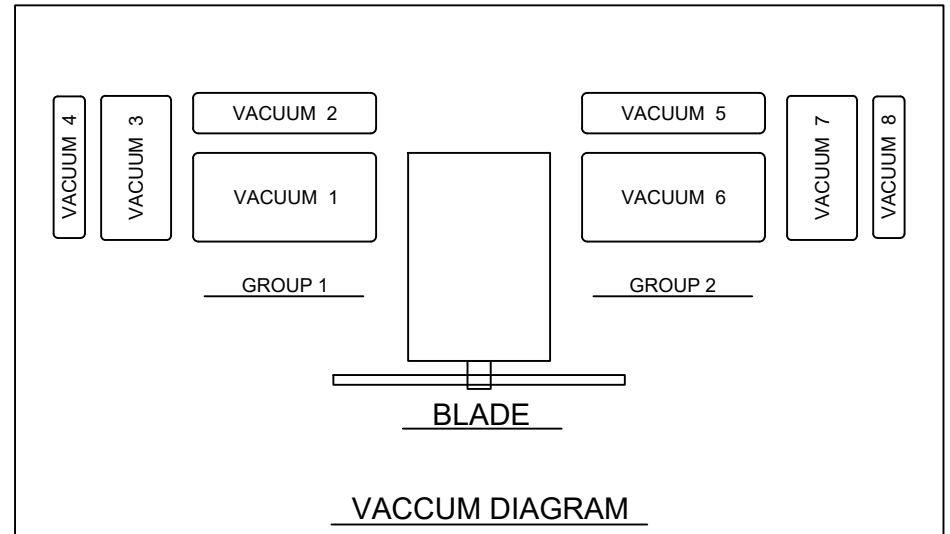 VACUUM 4
VACUUM 3
VACUUM 2
VACUUM 1
VACUUM 5
VACUUM 6
VACUUM 7
VACUUM 8
GROUP 1
GROUP 2
BLADE
VACCUM DIAGRAM